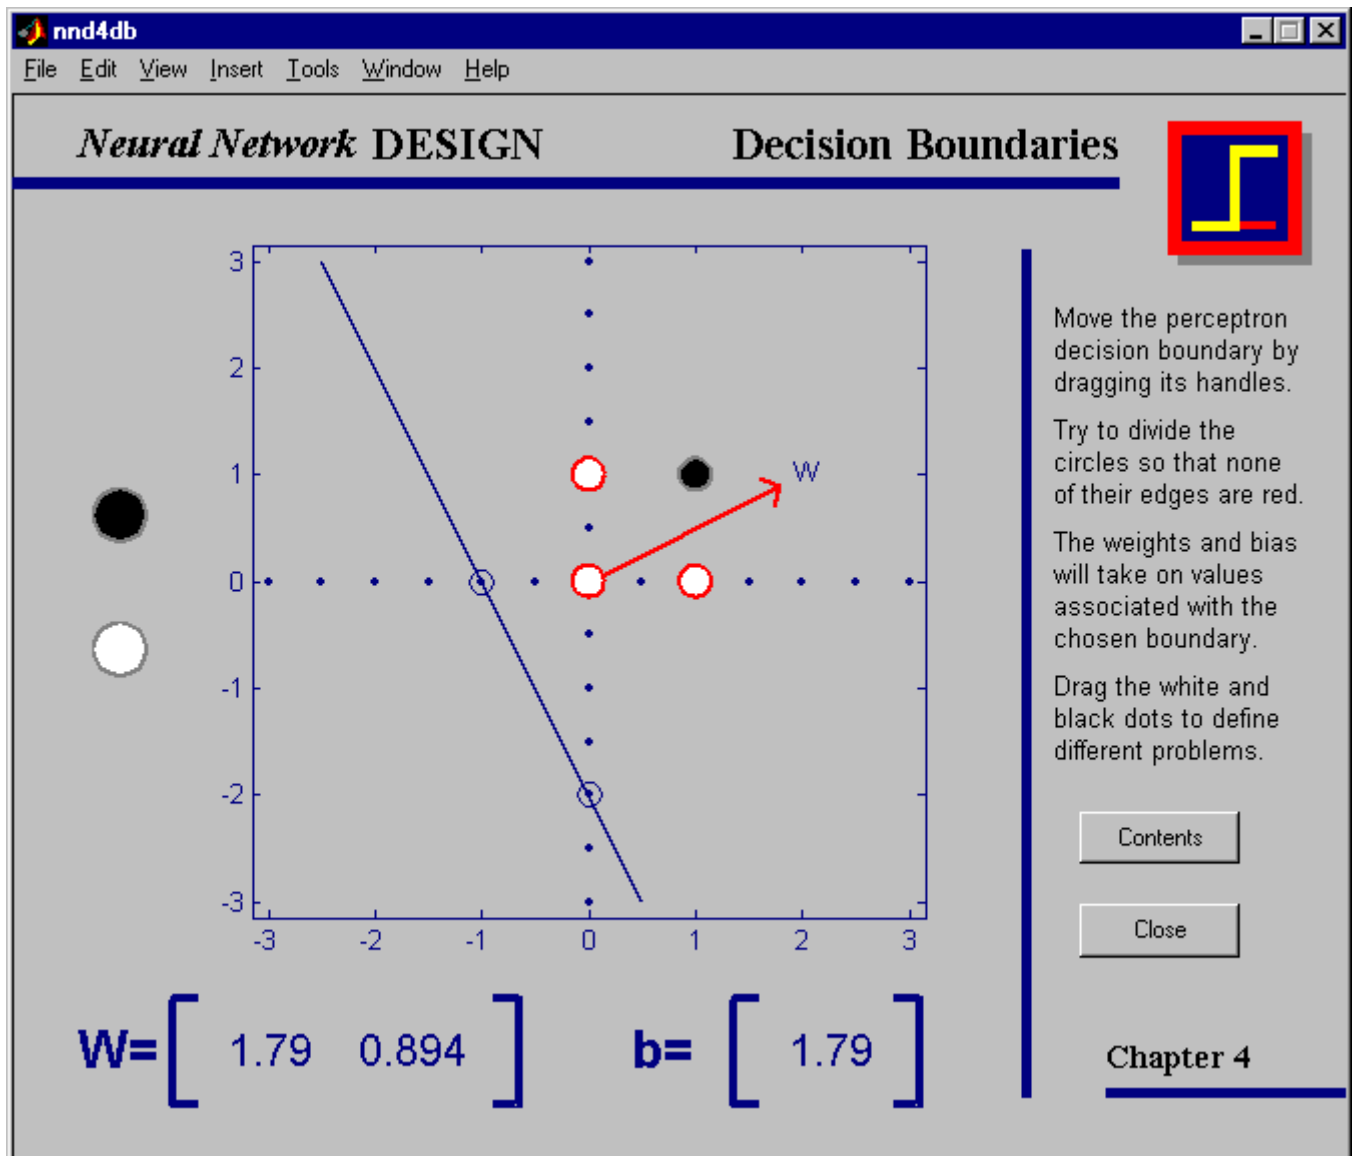 nnd4db
File Edit View Insert Tools Window Help
Neural Network DESIGN
Decision Boundaries
3
2
1
0
-1
-2
-3
-3 -2 -1 0 1 2 3
W
Move the perceptron
decision boundary by
dragging its handles.
Try to divide the
circles so that none
of their edges are red.
The weights and bias
will take on values
associated with the
chosen boundary.
Drag the white and
black dots to define
different problems.
Contents
Close
W= [ 1.79 0.894 ] b= [ 1.79 ]
Chapter 4